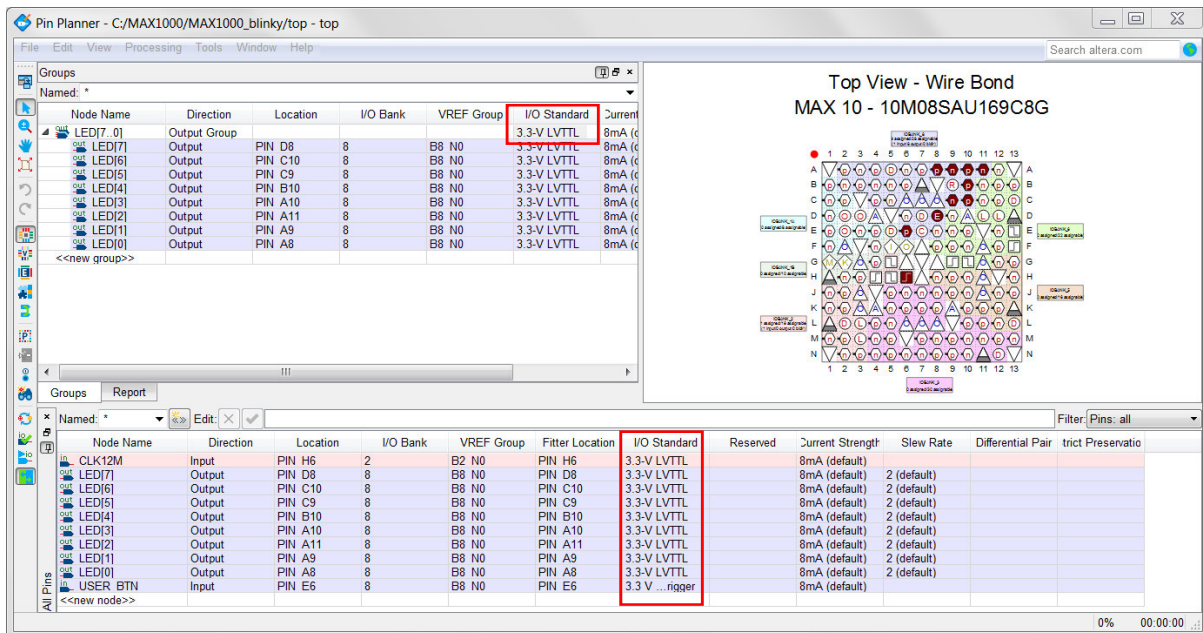 Pin Planner - C:/MAX1000/MAX1000_blinky/top - top
File Edit View Processing Tools Window Help
Search altera.com
Groups
Named: *
Node Name Direction Location I/O Bank VREF Group I/O Standard Current
LED[7..0] Output Group 3.3-V LVTTL 8mA (d
out LED[7] Output PIN D8 8 B8 N0 3.3-V LVTTL 8mA (d
out LED[6] Output PIN C10 8 B8 N0 3.3-V LVTTL 8mA (d
out LED[5] Output PIN C9 8 B8 N0 3.3-V LVTTL 8mA (d
out LED[4] Output PIN B10 8 B8 N0 3.3-V LVTTL 8mA (d
out LED[3] Output PIN A10 8 B8 N0 3.3-V LVTTL 8mA (d
out LED[2] Output PIN A11 8 B8 N0 3.3-V LVTTL 8mA (d
out LED[1] Output PIN A9 8 B8 N0 3.3-V LVTTL 8mA (d
out LED[0] Output PIN A8 8 B8 N0 3.3-V LVTTL 8mA (d
<<new group>>
Groups Report
Top View - Wire Bond
MAX 10 - 10M08SAU169C8G
1 2 3 4 5 6 7 8 9 10 11 12 13
A A
B B
C C
D D
E E
F F
G G
H H
J J
K K
L L
M M
N N
1 2 3 4 5 6 7 8 9 10 11 12 13
Named: * Edit: Filter: Pins: all
Node Name Direction Location I/O Bank VREF Group Fitter Location I/O Standard Reserved Current Strength Slew Rate Differential Pair trict Preservatio
in CLK12M Input PIN H6 2 B2 N0 PIN H6 3.3-V LVTTL 8mA (default)
out LED[7] Output PIN D8 8 B8 N0 PIN D8 3.3-V LVTTL 8mA (default) 2 (default)
out LED[6] Output PIN C10 8 B8 N0 PIN C10 3.3-V LVTTL 8mA (default) 2 (default)
out LED[5] Output PIN C9 8 B8 N0 PIN C9 3.3-V LVTTL 8mA (default) 2 (default)
out LED[4] Output PIN B10 8 B8 N0 PIN B10 3.3-V LVTTL 8mA (default) 2 (default)
out LED[3] Output PIN A10 8 B8 N0 PIN A10 3.3-V LVTTL 8mA (default) 2 (default)
out LED[2] Output PIN A11 8 B8 N0 PIN A11 3.3-V LVTTL 8mA (default) 2 (default)
out LED[1] Output PIN A9 8 B8 N0 PIN A9 3.3-V LVTTL 8mA (default) 2 (default)
out LED[0] Output PIN A8 8 B8 N0 PIN A8 3.3-V LVTTL 8mA (default) 2 (default)
in USER BTN Input PIN E6 8 B8 N0 PIN E6 3.3 V ...rigger 8mA (default)
<<new node>>
All Pins
0% 00:00:00